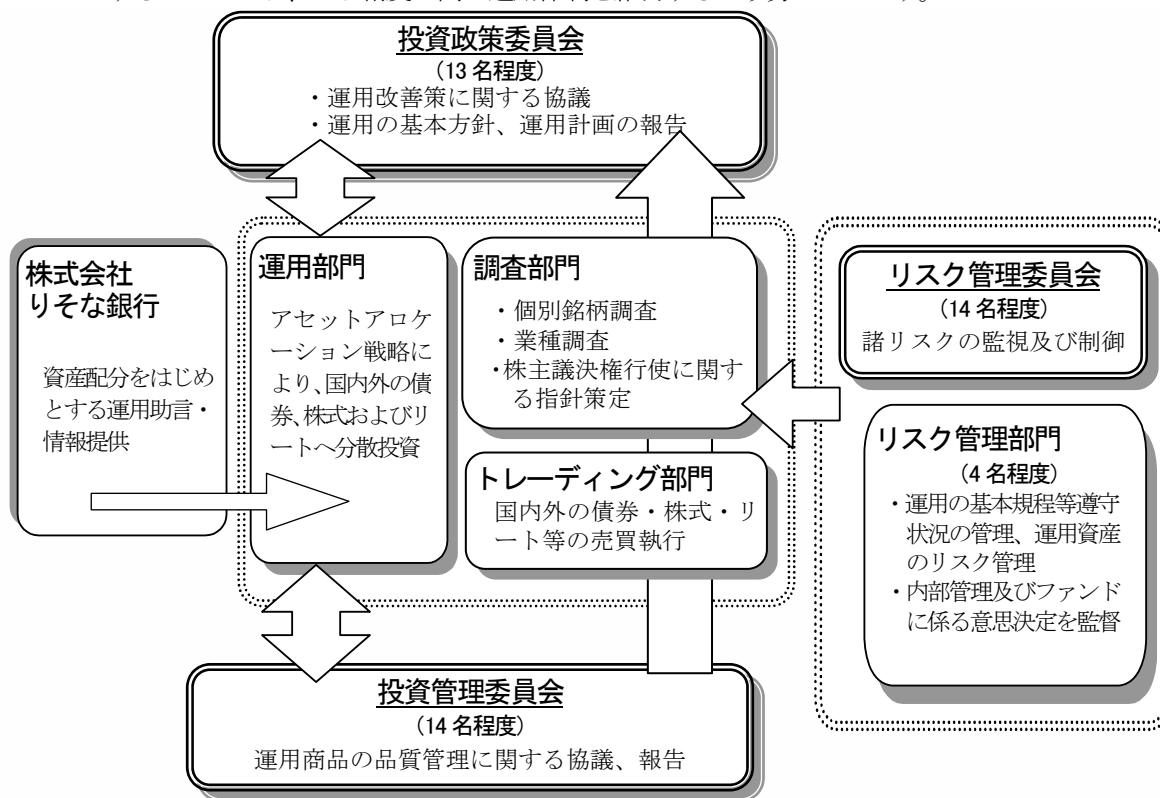 投資政策委員会
(13 名程度)
・運用改善策に関する協議
・運用の基本方針、運用計画の報告
株式会社
りそな銀行
資産配分をはじめ
とする運用助言・
情報提供
運用部門
アセットアロケ
ーション戦略に
より、国内外の債
券、株式およびリ
ートへ分散投資
調査部門
・個別銘柄調査
・業種調査
・株主議決権行使に関す
る指針策定
トレーディング部門
国内外の債券・株式・リ
ート等の売買執行
リスク管理委員会
(14 名程度)
諸リスクの監視及び制御
リスク管理部門
(4 名程度)
・運用の基本規程等遵守
状況の管理、運用資産
のリスク管理
・内部管理及びファンド
に係る意思決定を監督
投資管理委員会
(14 名程度)
運用商品の品質管理に関する協議、報告